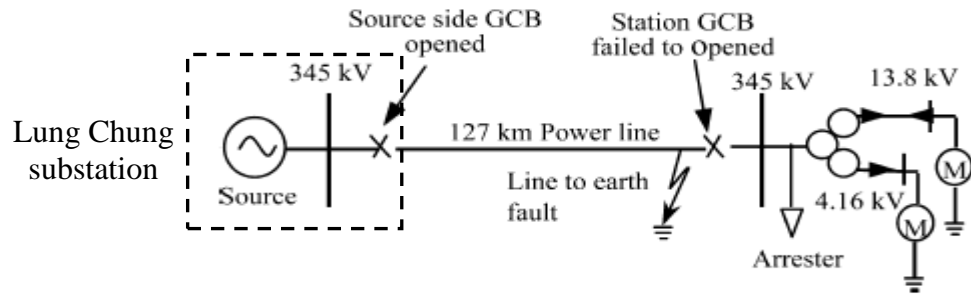 Source side GCB
opened
Station GCB
failed to Opened
345 kV
345 kV
13.8 kV
Lung Chung
substation
127 km Power line
Source
Line to earth
fault
4.16 kV
M
M
Arrester